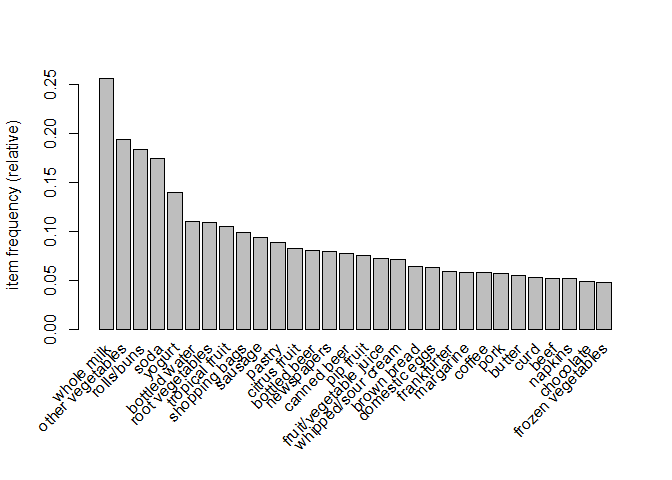 item frequency (relative)
0.25
0.20
0.15
0.10
0.05
0.00
whole milk
other vegetables
rolls/buns
soda
yogurt
bottled water
root vegetables
tropical fruit
shopping bags
sausage
pastry
citrus fruit
bottled beer
newspapers
canned beer
pip fruit
fruit/vegetable juice
whipped/sour cream
brown bread
domestic eggs
frankfurter
margarine
coffee
pork
butter
curd
beef
napkins
chocolate
frozen vegetables